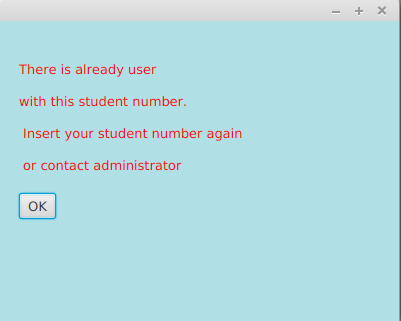 There is already user
with this student number.
Insert your student number again
or contact administrator
OK